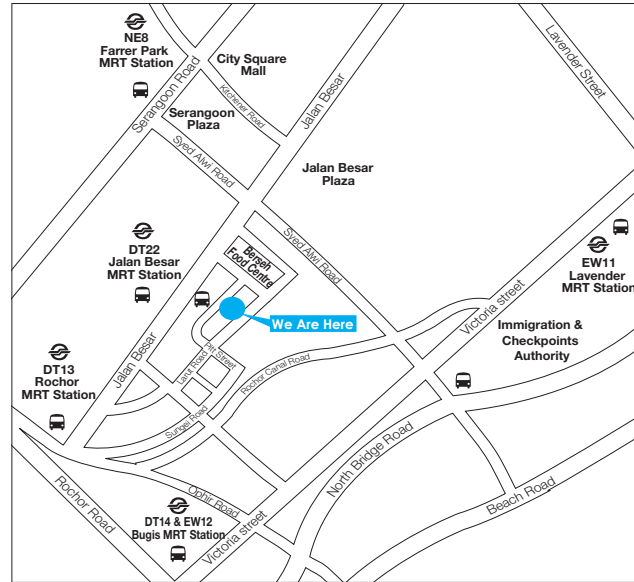 NE8
Farrer Park
MRT Station
City Square
Mall
Lavender Street
Serangoon Road
Kitchener Road
Jalan Besar
Serangoon
Plaza
Syed Alwi Road
Jalan Besar
Plaza
DT22
Jalan Besar
MRT Station
Berseh
Food Centre
Syed Alwi Road
EW11
Lavender
MRT Station
Victoria street
We Are Here
Immigration &
Checkpoints
Authority
Pitt Street
Larut Road
Jalan Besar
Rochor Canal Road
DT13
Rochor
MRT Station
Sungei Road
North Bridge Road
Rochor Road
Ophir Road
Beach Road
DT14 & EW12
Bugis MRT Station
Victoria street